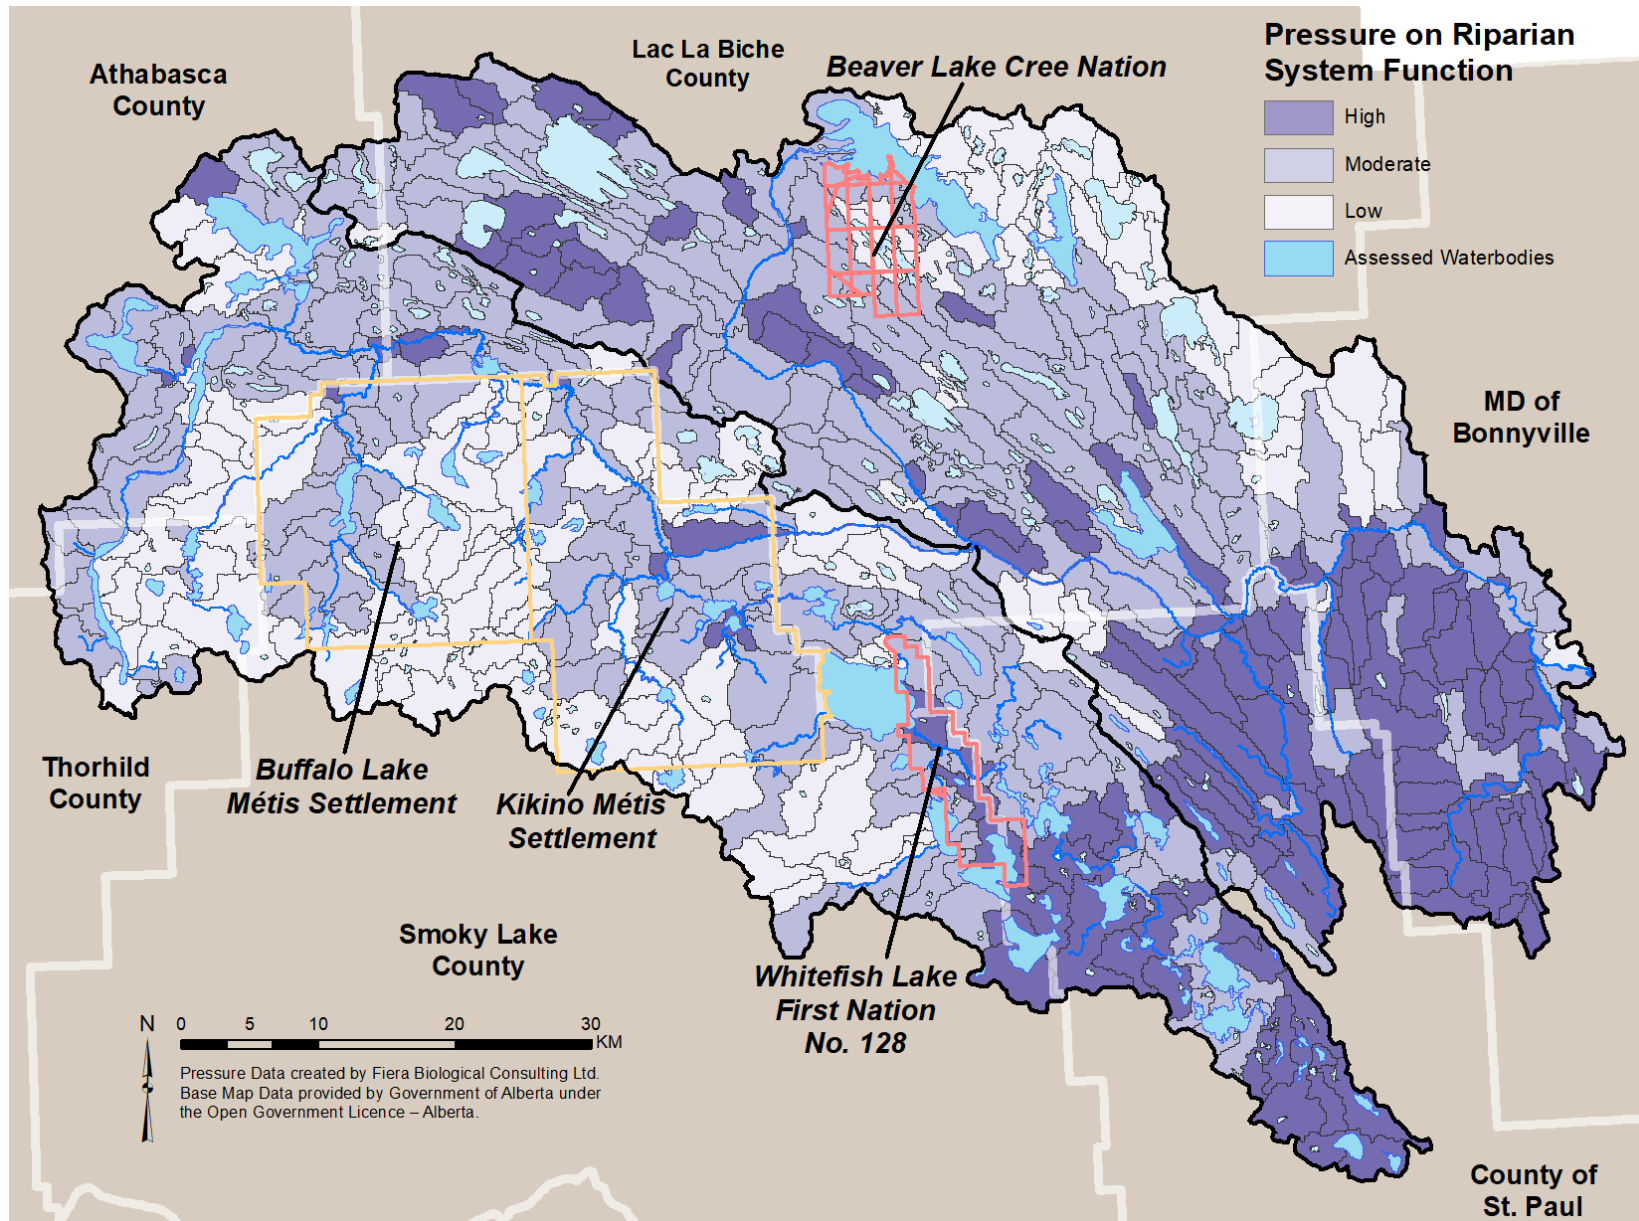 Pressure on Riparian
System Function
High
Moderate
Low
Assessed Waterbodies
Athabasca
County
Lac La Biche
County
Beaver Lake Cree Nation
MD of
Bonnyville
Thorhild
County
Buffalo Lake
Métis Settlement
Kikino Métis
Settlement
Smoky Lake
County
Whitefish Lake
First Nation
No. 128
County of
St. Paul
N
0 5 10 20 30
KM
Pressure Data created by Fiera Biological Consulting Ltd.
Base Map Data provided by Government of Alberta under
the Open Government Licence – Alberta.